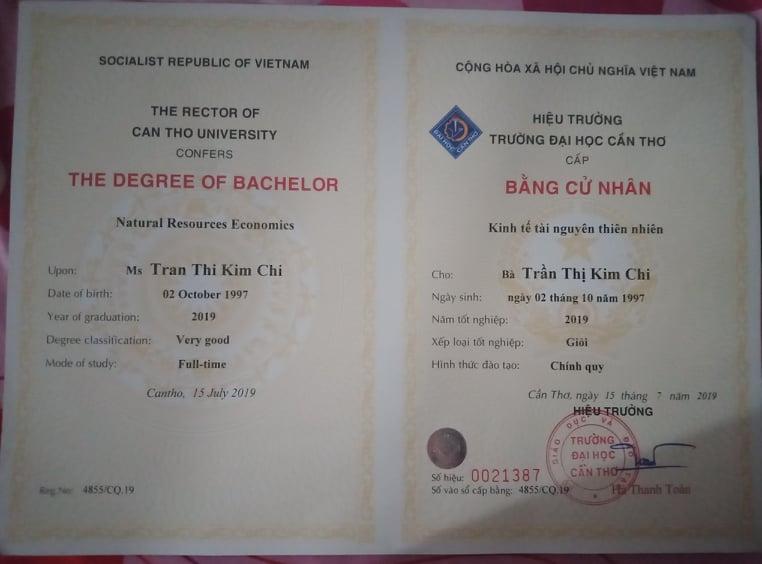 SOCIALIST REPUBLIC OF VIETNAM
THE RECTOR OF
CAN THO UNIVERSITY
CONFERS
THE DEGREE OF BACHELOR
Natural Resources Economics
Upon: Ms Tran Thi Kim Chi
Date of birth: 02 October 1997
Year of graduation: 2019
Degree classification: Very good
Mode of study: Full-time
Cantho, 15 July 2019
Reg.No: 4855/CQ.19
CỘNG HÒA XÃ HỘI CHỦ NGHĨA VIỆT NAM
ĐẠI HỌC CẦN THƠ
HIỆU TRƯỞNG
TRƯỜNG ĐẠI HỌC CẦN THƠ
CẤP
BẰNG CỬ NHÂN
Kinh tế tài nguyên thiên nhiên
Cho: Bà Trần Thị Kim Chi
Ngày sinh: ngày 02 tháng 10 năm 1997
Năm tốt nghiệp: 2019
Xếp loại tốt nghiệp: Giỏi
Hình thức đào tạo: Chính quy
Cần Thơ, ngày 15 tháng 7 năm 2019
HIỆU TRƯỞNG
GIÁO DỤC VÀ ĐÀO TẠO
TRƯỜNG
ĐẠI HỌC
CẦN THƠ
Số hiệu: 0021387
Số vào sổ cấp bằng: 4855/CQ.19
Hà Thanh Toàn